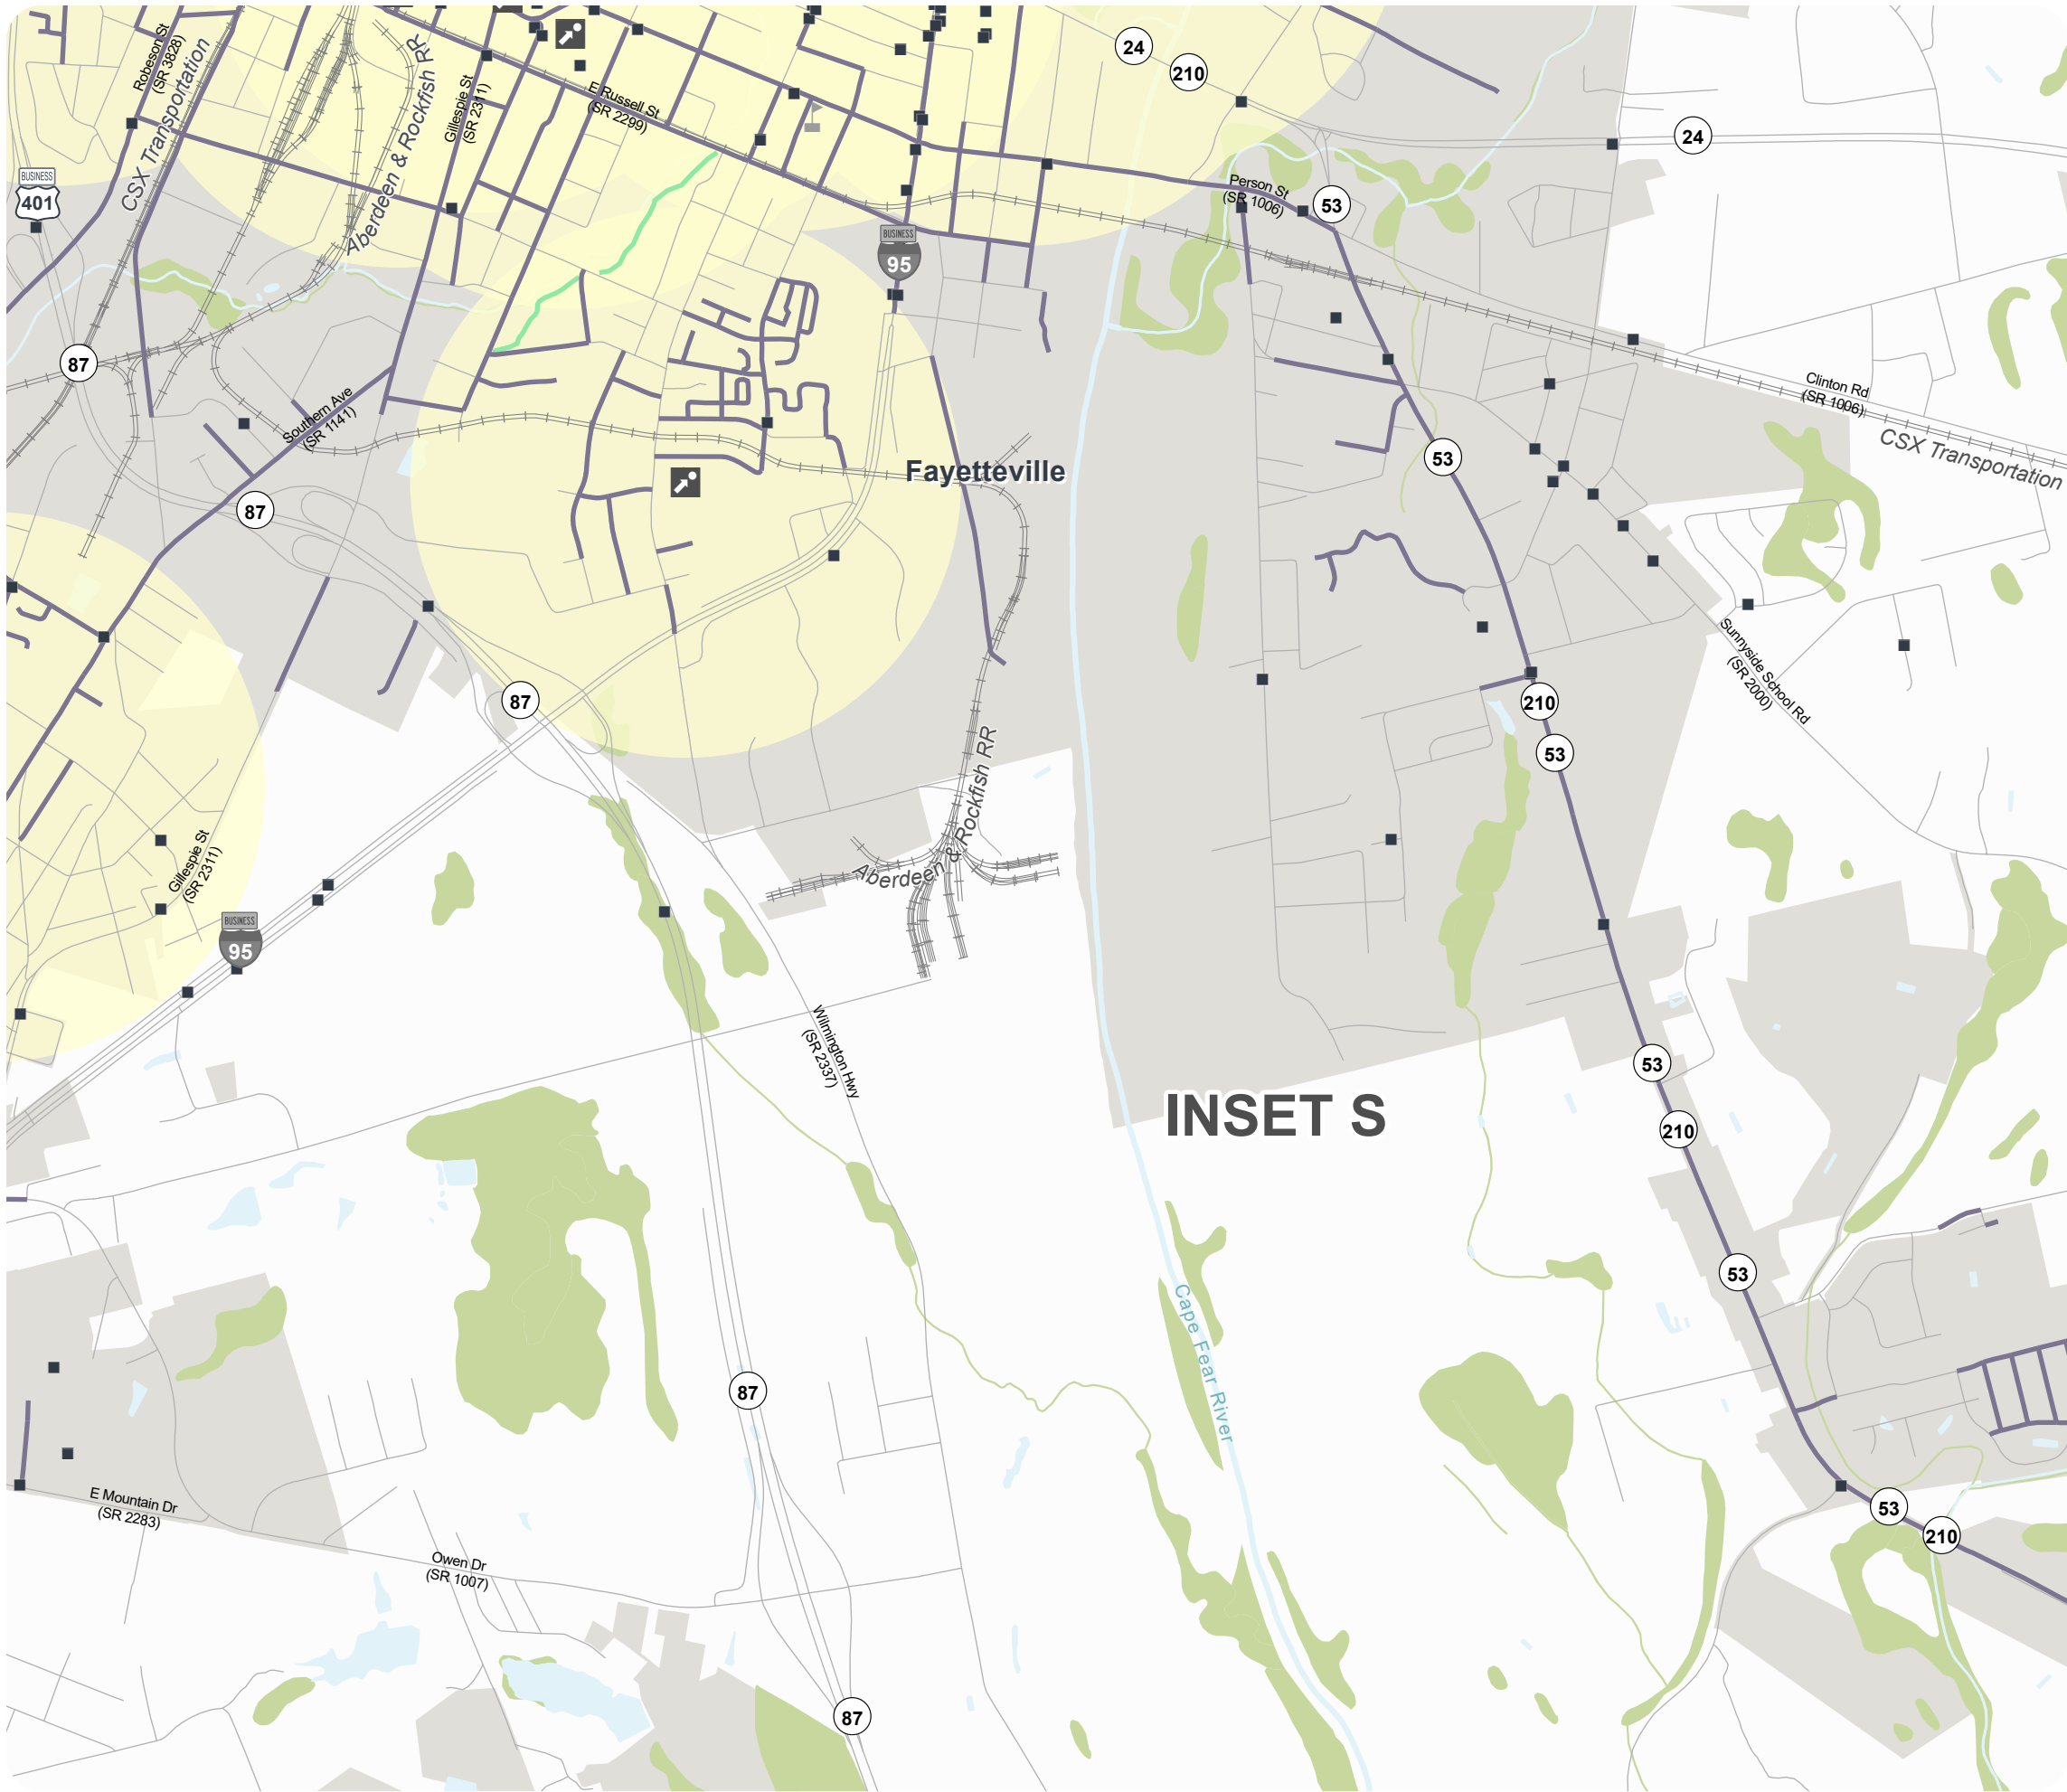 Robeson St
(SR 3828)
CSX Transportation
Aberdeen & Rockfish RR
Gillespie St
(SR 2311)
E Russell St
(SR 2299)
24
210
24
BUSINESS
401
Person St
(SR 1006)
53
BUSINESS
95
87
Clinton Rd
(SR 1006)
CSX Transportation
Southern Ave
(SR 1141)
Fayetteville
53
87
87
Sunnyside School Rd
(SR 2000)
210
53
Aberdeen & Rockfish RR
Gillespie St
(SR 2311)
BUSINESS
95
Wilmington Hwy
(SR 2337)
53
INSET S
210
53
Cape Fear River
87
E Mountain Dr
(SR 2283)
53
210
Owen Dr
(SR 1007)
87